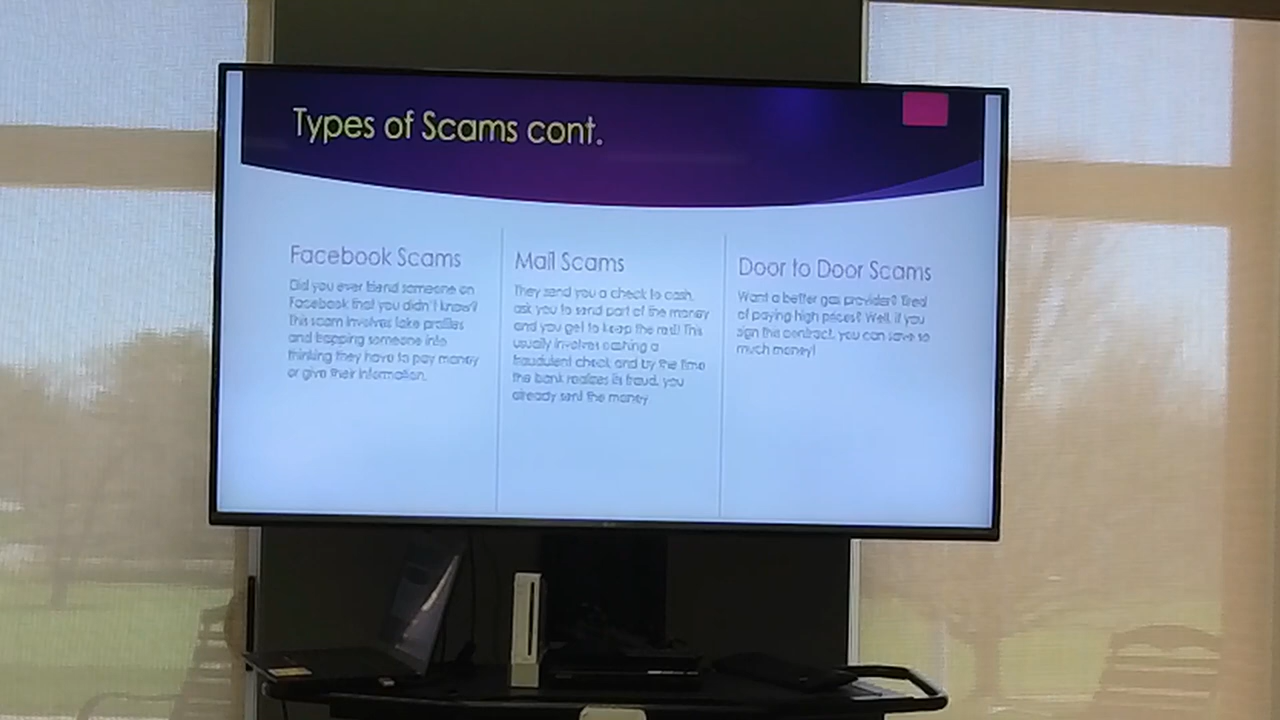 Types of Scams cont.
Facebook Scams
Did you ever friend someone on
Facebook that you didn't know?
This scam involves fake profiles
and trapping someone into
thinking they have to pay money
or give their information.
Mail Scams
They send you a check to cash,
ask you to send part of the money
and you get to keep the rest! This
usually involves cashing a
fraudulent check and by the time
the bank realizes its fraud, you
already sent the money
Door to Door Scams
Want a better gas provider? Tired
of paying high prices? Well, if you
sign this contract, you can save so
much money!